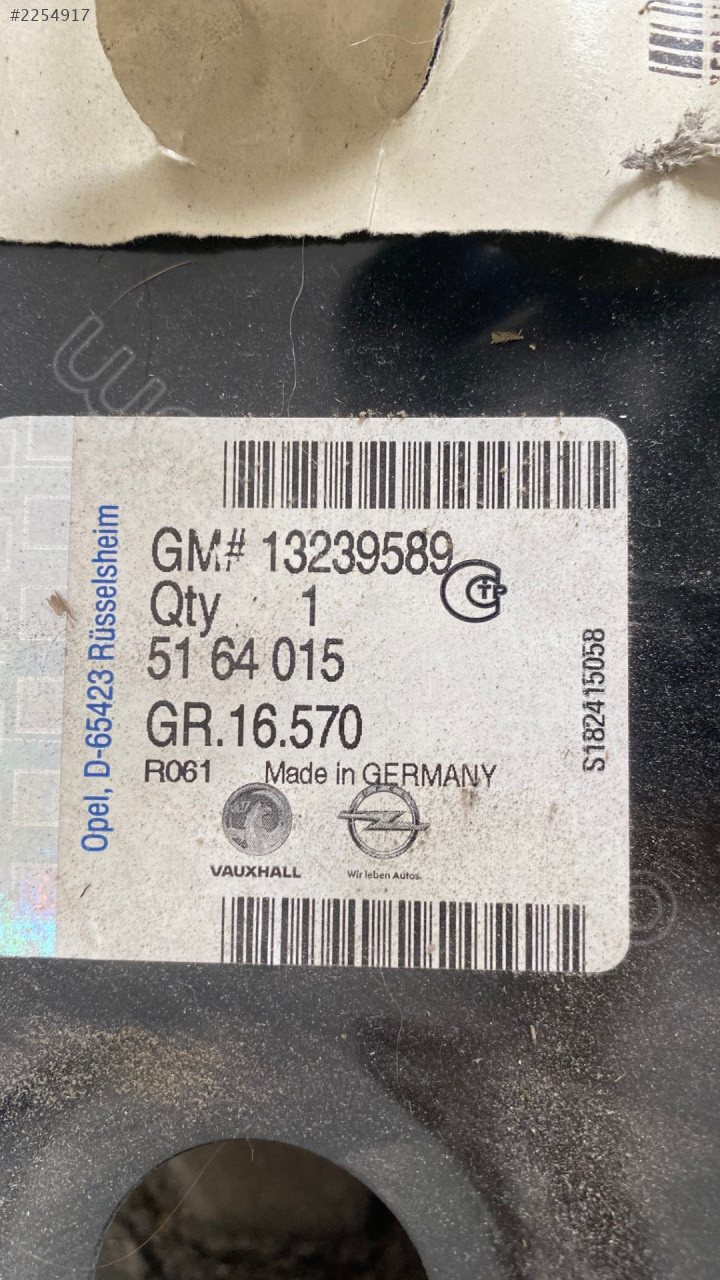 #2254917
GM# 13239589
Qty 1
51 64 015
GR.16.570
R061 Made in GERMANY
VAUXHALL
Wir leben Autos.
Opel, D-65423 Rüsselsheim
S182415058